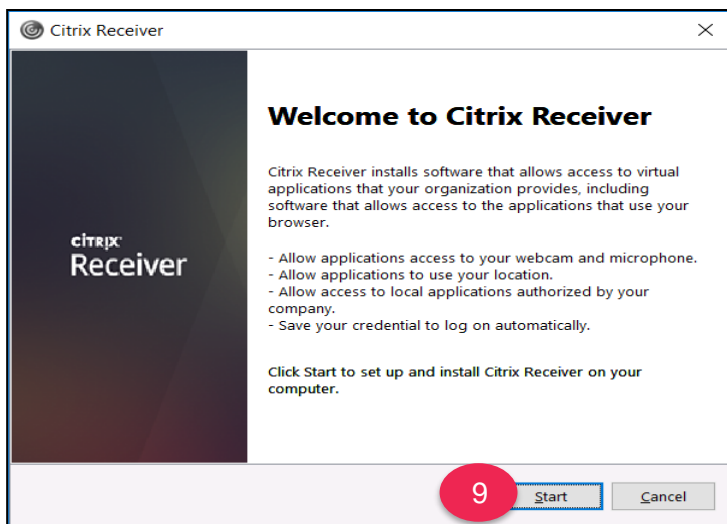 Citrix Receiver
Welcome to Citrix Receiver
Citrix Receiver installs software that allows access to virtual
applications that your organization provides, including
software that allows access to the applications that use your
browser.
- Allow applications access to your webcam and microphone.
- Allow applications to use your location.
- Allow access to local applications authorized by your
company.
- Save your credential to log on automatically.
Click Start to set up and install Citrix Receiver on your
computer.
CITRIX
Receiver
9 Start Cancel